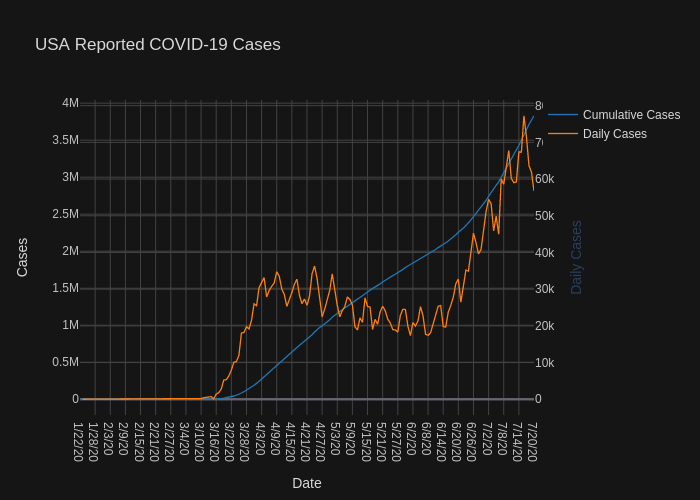 USA Reported COVID-19 Cases
4M
3.5M
3M
2.5M
2M
1.5M
1M
0.5M
0
Cases
60k
50k
40k
30k
20k
10k
0
Daily Cases
Cumulative Cases
Daily Cases
1/22/20
1/28/20
2/3/20
2/9/20
2/15/20
2/21/20
2/27/20
3/4/20
3/10/20
3/16/20
3/22/20
3/28/20
4/3/20
4/9/20
4/15/20
4/21/20
4/27/20
5/3/20
5/9/20
5/15/20
5/21/20
5/27/20
6/2/20
6/8/20
6/14/20
6/20/20
6/26/20
7/2/20
7/8/20
7/14/20
7/20/20
Date